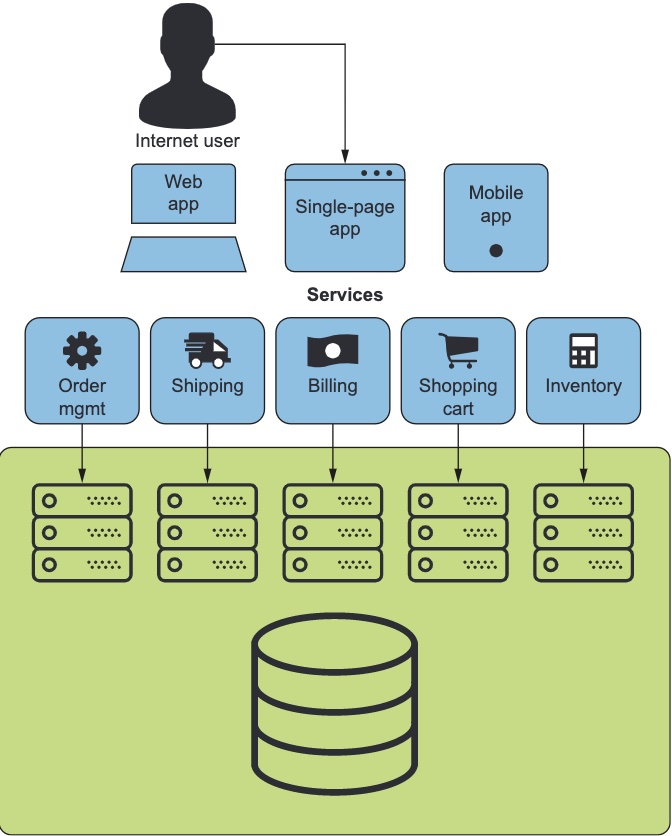 Internet user
Web
app
Single-page
app
Mobile
app
Services
Order
mgmt
Shipping
Billing
Shopping
cart
Inventory